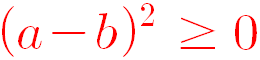 (a − b)² ≥ 0